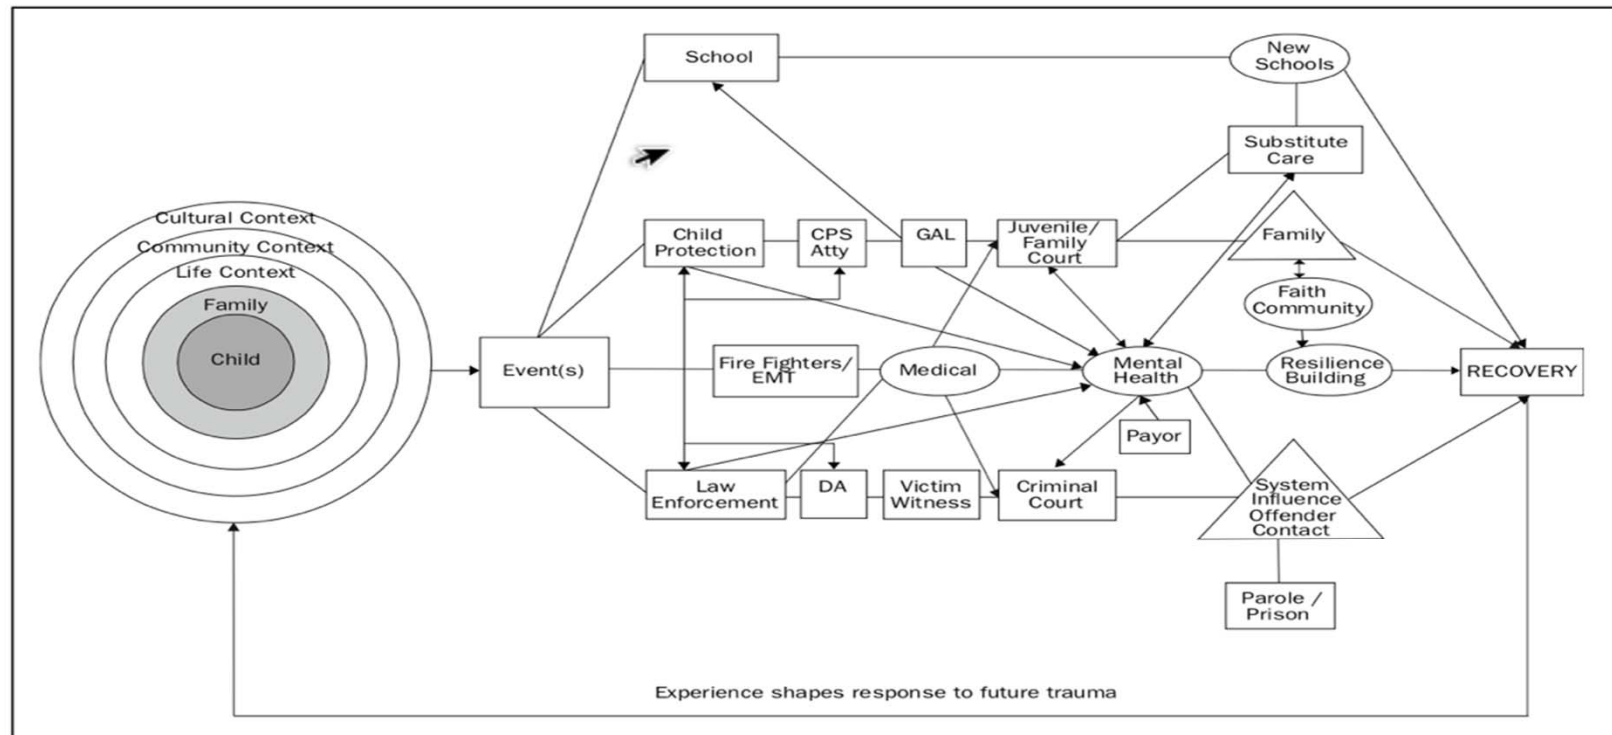 School
New
Schools
Substitute
Care
Cultural Context
Community Context
Life Context
Family
Child
Event(s)
Child
Protection
CPS
Atty
GAL
Juvenile/
Family
Court
Family
Faith
Community
Fire Fighters/
EMT
Medical
Mental
Health
Resilience
Building
RECOVERY
Payor
Law
Enforcement
DA
Victim
Witness
Criminal
Court
System
Influence
Offender
Contact
Parole /
Prison
Experience shapes response to future trauma